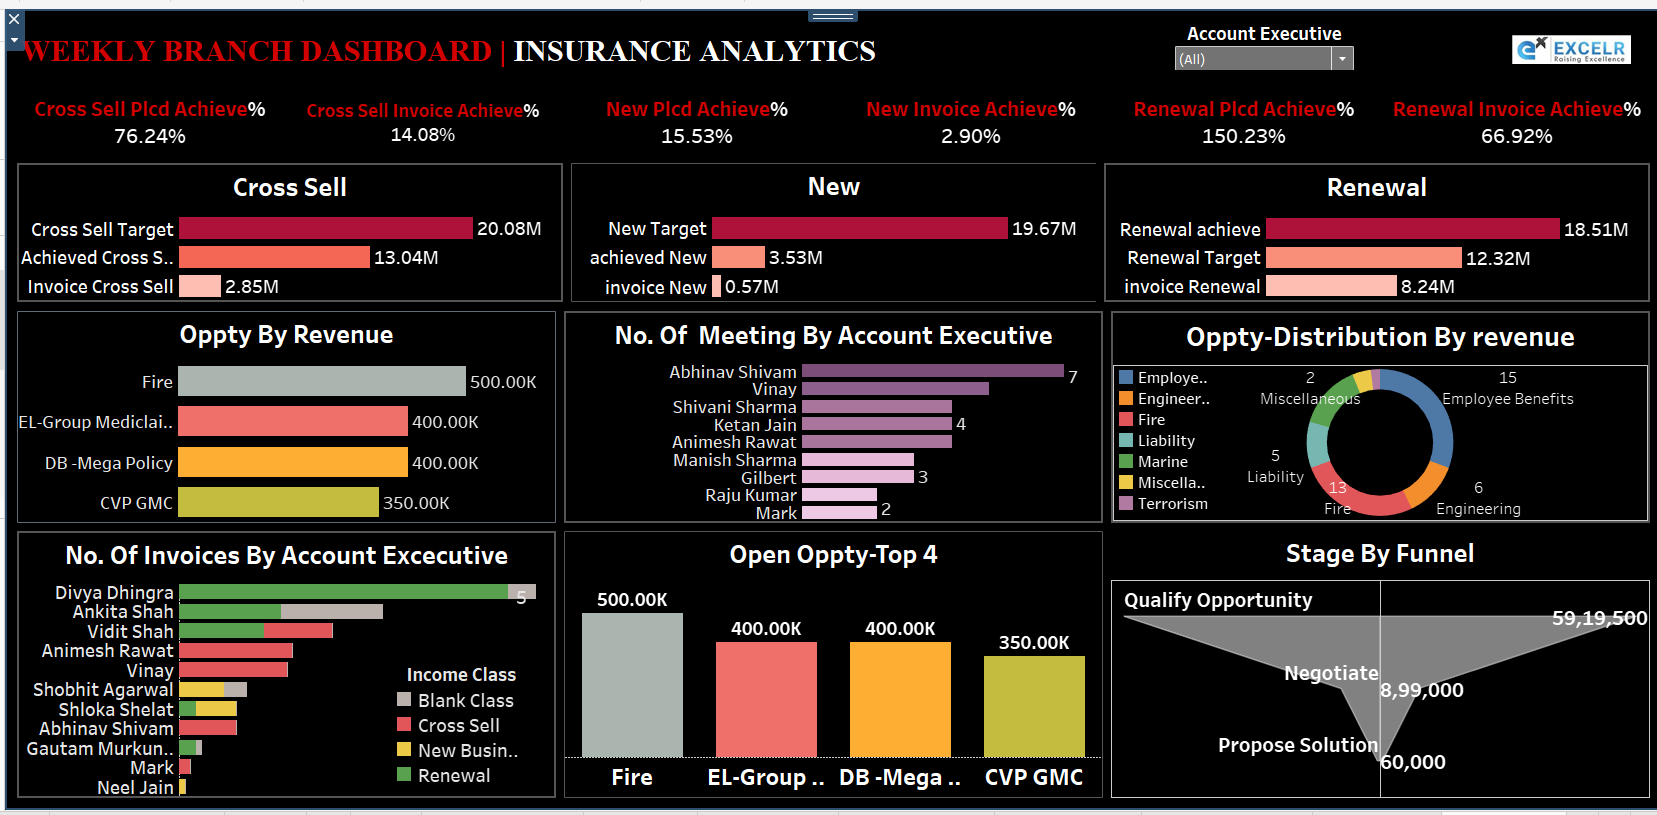 WEEKLY BRANCH DASHBOARD | INSURANCE ANALYTICS
Account Executive
(All)
EXCELR
Raising Excellence
Cross Sell Plcd Achieve%
76.24%
Cross Sell Invoice Achieve%
14.08%
New Plcd Achieve%
15.53%
New Invoice Achieve%
2.90%
Renewal Plcd Achieve%
150.23%
Renewal Invoice Achieve%
66.92%
Cross Sell
Cross Sell Target 20.08M
Achieved Cross S.. 13.04M
Invoice Cross Sell 2.85M
New
New Target 19.67M
achieved New 3.53M
invoice New 0.57M
Renewal
Renewal achieve 18.51M
Renewal Target 12.32M
invoice Renewal 8.24M
Oppty By Revenue
Fire 500.00K
EL-Group Mediclai.. 400.00K
DB -Mega Policy 400.00K
CVP GMC 350.00K
No. Of Meeting By Account Executive
Abhinav Shivam 7
Vinay
Shivani Sharma
Ketan Jain 4
Animesh Rawat
Manish Sharma
Gilbert 3
Raju Kumar
Mark 2
Oppty-Distribution By revenue
Employe..
Engineer..
Fire
Liability
Marine
Miscella..
Terrorism
2
Miscellaneous
15
Employee Benefits
5
Liability
13
Fire
6
Engineering
No. Of Invoices By Account Excecutive
Divya Dhingra 5
Ankita Shah
Vidit Shah
Animesh Rawat
Vinay
Shobhit Agarwal
Shloka Shelat
Abhinav Shivam
Gautam Murkun..
Mark
Neel Jain
Income Class
Blank Class
Cross Sell
New Busin..
Renewal
Open Oppty-Top 4
500.00K
400.00K
400.00K
350.00K
Fire
EL-Group ..
DB -Mega ..
CVP GMC
Stage By Funnel
Qualify Opportunity
59,19,500
Negotiate
8,99,000
Propose Solution
60,000